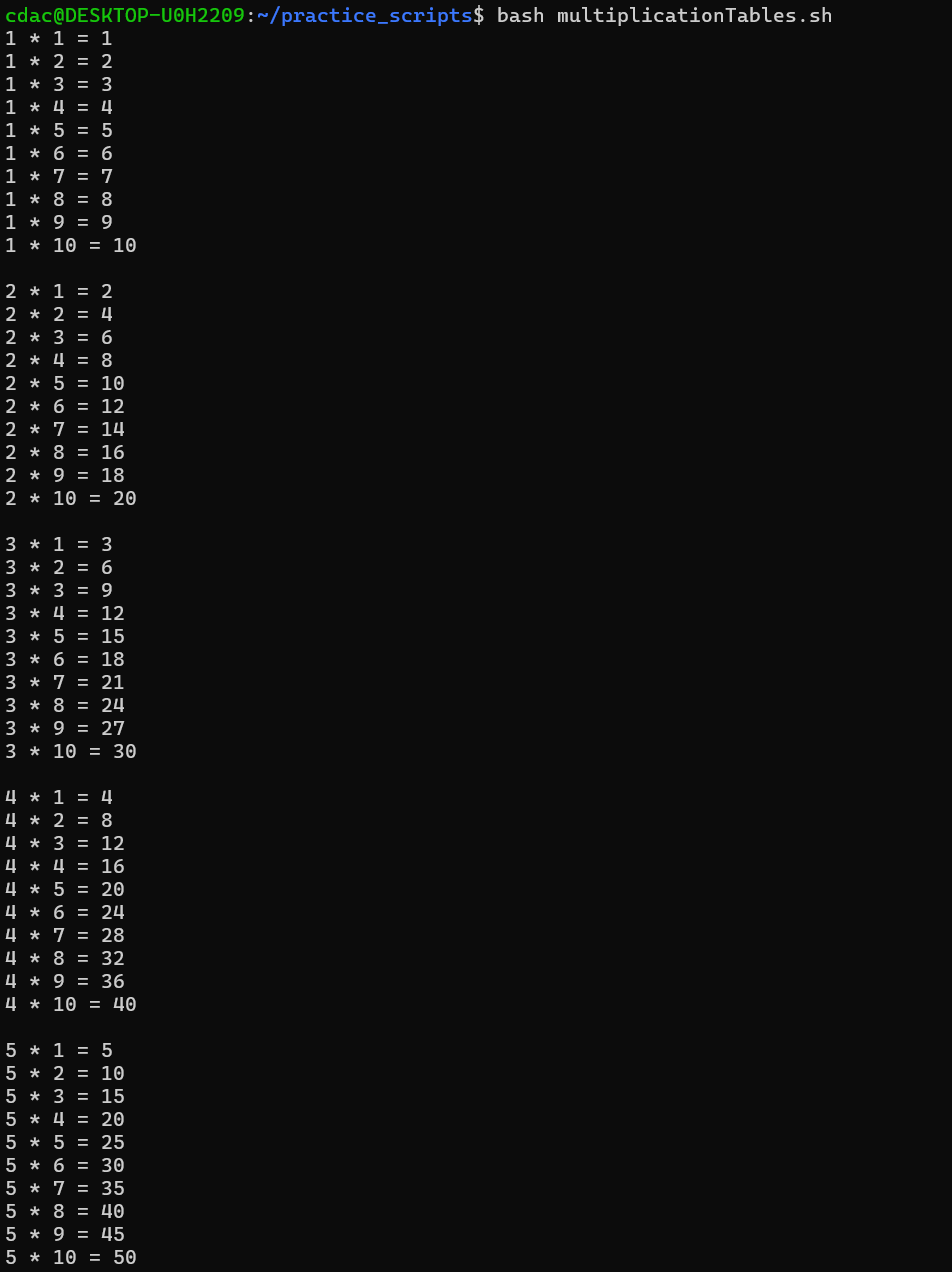 cdac@DESKTOP-U0H2209:~/practice_scripts$ bash multiplicationTables.sh
1 * 1 = 1
1 * 2 = 2
1 * 3 = 3
1 * 4 = 4
1 * 5 = 5
1 * 6 = 6
1 * 7 = 7
1 * 8 = 8
1 * 9 = 9
1 * 10 = 10

2 * 1 = 2
2 * 2 = 4
2 * 3 = 6
2 * 4 = 8
2 * 5 = 10
2 * 6 = 12
2 * 7 = 14
2 * 8 = 16
2 * 9 = 18
2 * 10 = 20

3 * 1 = 3
3 * 2 = 6
3 * 3 = 9
3 * 4 = 12
3 * 5 = 15
3 * 6 = 18
3 * 7 = 21
3 * 8 = 24
3 * 9 = 27
3 * 10 = 30

4 * 1 = 4
4 * 2 = 8
4 * 3 = 12
4 * 4 = 16
4 * 5 = 20
4 * 6 = 24
4 * 7 = 28
4 * 8 = 32
4 * 9 = 36
4 * 10 = 40

5 * 1 = 5
5 * 2 = 10
5 * 3 = 15
5 * 4 = 20
5 * 5 = 25
5 * 6 = 30
5 * 7 = 35
5 * 8 = 40
5 * 9 = 45
5 * 10 = 50